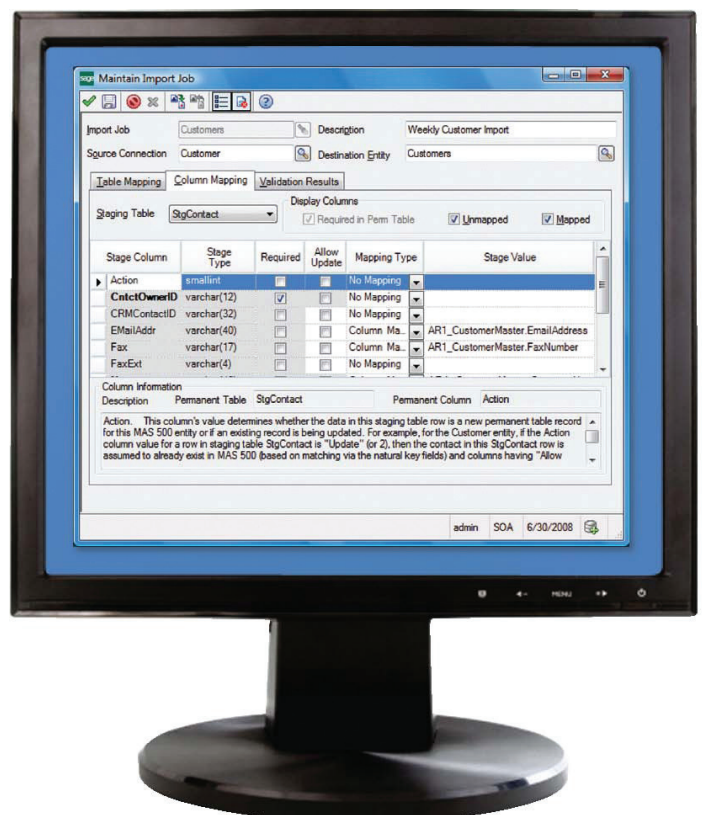 sage Maintain Import Job
Import Job Customers Description Weekly Customer Import
Source Connection Customer Destination Entity Customers
Table Mapping Column Mapping Validation Results
Display Columns
Staging Table StgContact Required in Perm Table Unmapped Mapped
Stage Column Stage Type Required Allow Update Mapping Type Stage Value
Action smallint No Mapping
CntctOwnerID varchar(12) No Mapping
CRMContactID varchar(32) No Mapping
EMailAddr varchar(40) Column Ma... AR1_CustomerMaster.EmailAddress
Fax varchar(17) Column Ma... AR1_CustomerMaster.FaxNumber
FaxExt varchar(4) No Mapping
Column Information
Description Permanent Table StgContact Permanent Column Action
Action. This column's value determines whether the data in this staging table row is a new permanent table record
for this MAS 500 entity or if an existing record is being updated. For example, for the Customer entity, if the Action
column value for a row in staging table StgContact is "Update" (or 2), then the contact in this StgContact row is
assumed to already exist in MAS 500 (based on matching via the natural key fields) and columns having "Allow
admin SOA 6/30/2008
MENU